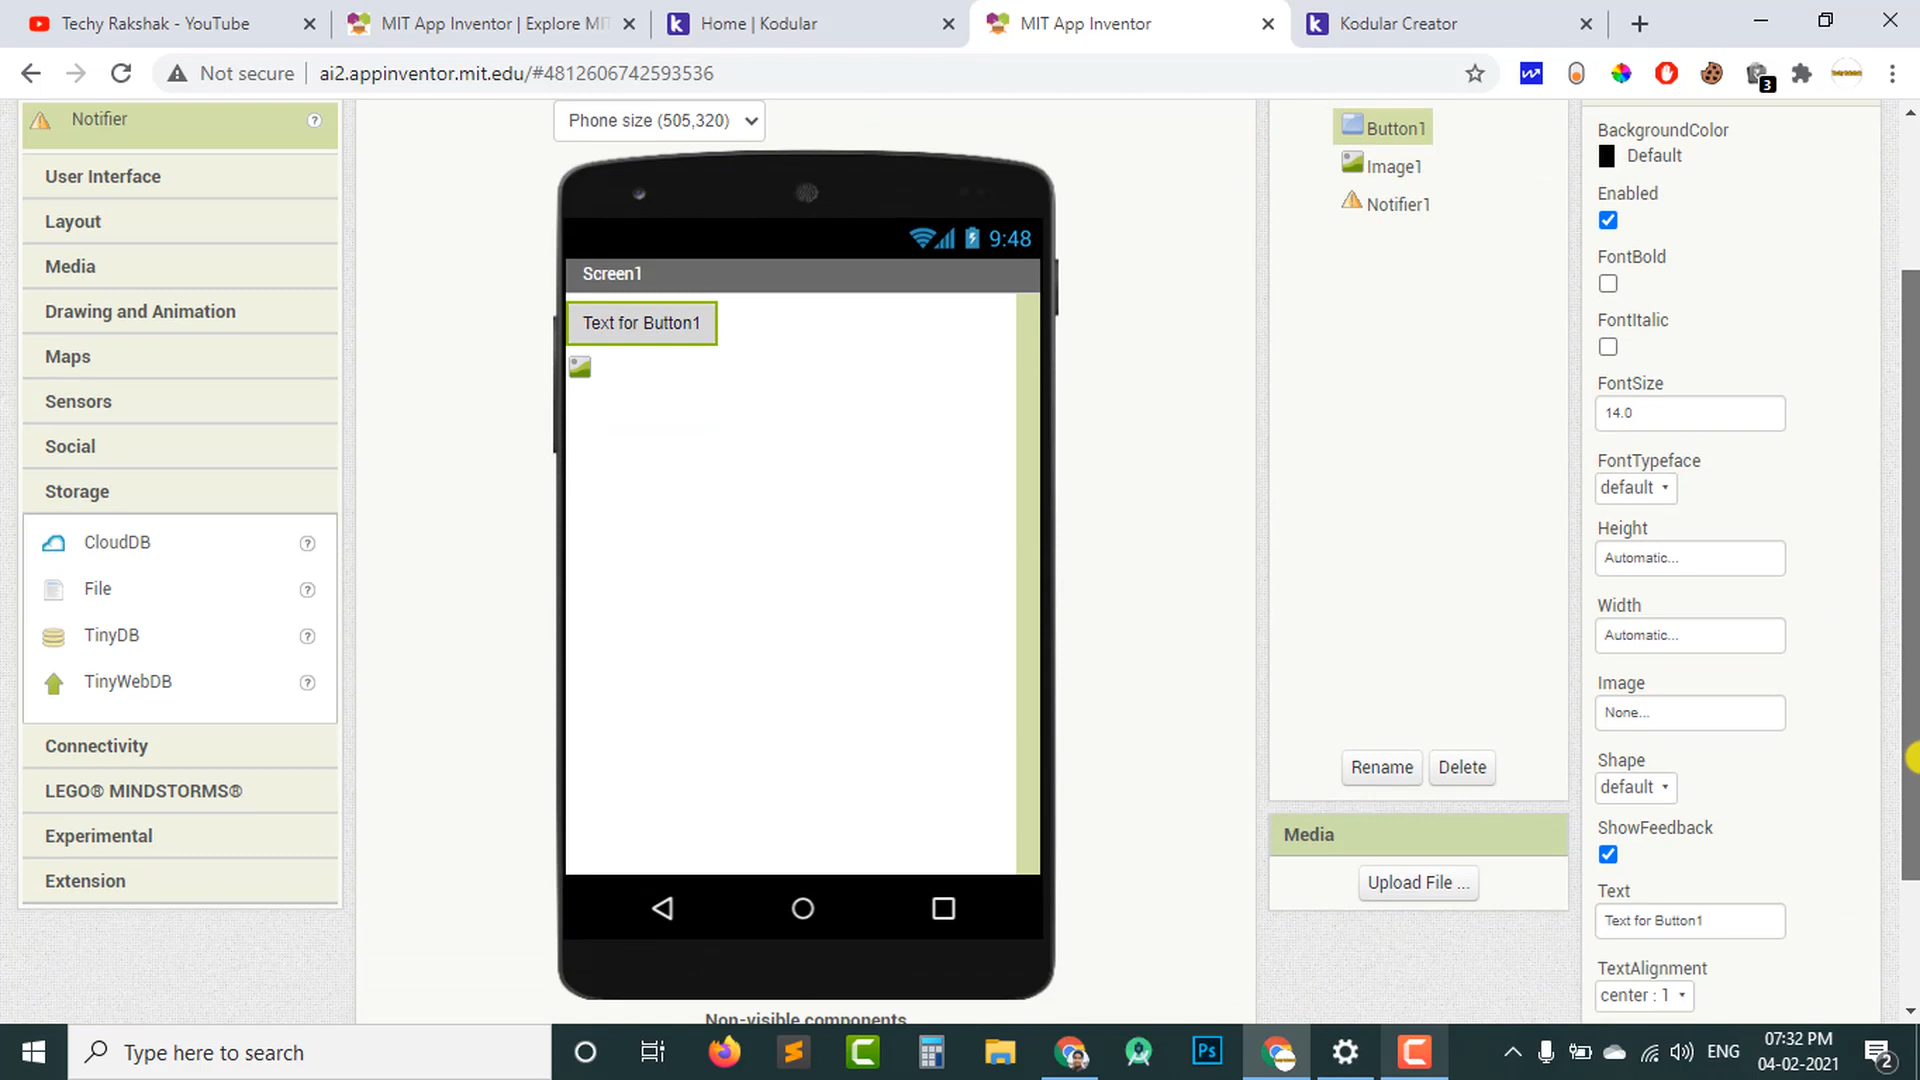 Techy Rakshak - YouTube
MIT App Inventor | Explore MIT
Home | Kodular
MIT App Inventor
Kodular Creator
Not secure
ai2.appinventor.mit.edu/#4812606742593536
3
Notifier
?
User Interface
Layout
Media
Drawing and Animation
Maps
Sensors
Social
Storage
CloudDB
?
File
?
TinyDB
?
TinyWebDB
?
Connectivity
LEGO® MINDSTORMS®
Experimental
Extension
Phone size (505,320)
9:48
Screen1
Text for Button1
Non-visible components
Button1
Image1
Notifier1
Rename
Delete
Media
Upload File ...
BackgroundColor
Default
Enabled
FontBold
FontItalic
FontSize
14.0
FontTypeface
default
Height
Automatic...
Width
Automatic...
Image
None...
Shape
default
ShowFeedback
Text
Text for Button1
TextAlignment
center : 1
Type here to search
Ps
ENG
07:32 PM
04-02-2021
2